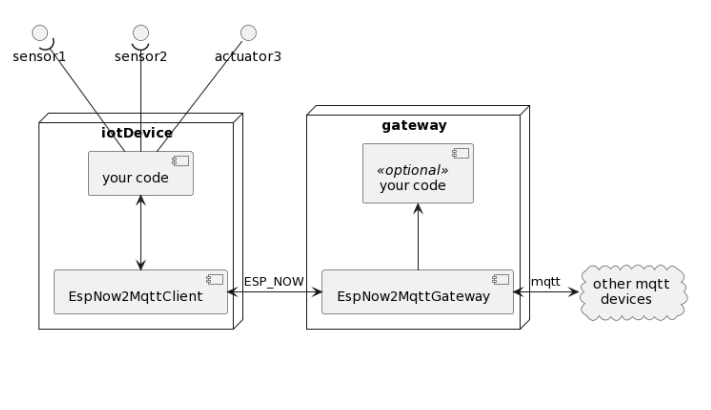 sensor1
sensor2
actuator3
iotDevice
gateway
your code
«optional»
your code
EspNow2MqttClient
ESP_NOW
EspNow2MqttGateway
mqtt
other mqtt
devices